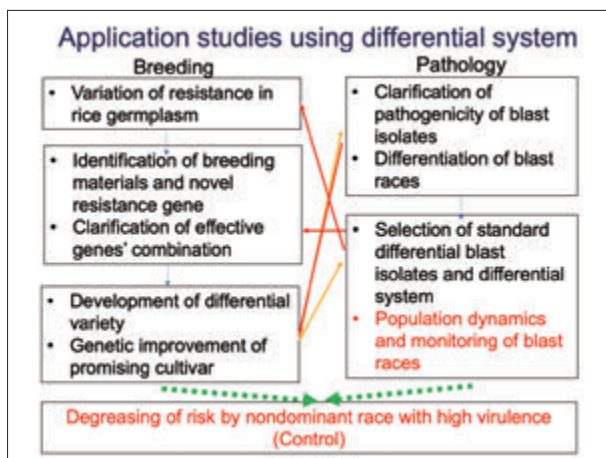 Application studies using differential system
Breeding
• Variation of resistance in
rice germplasm
• Identification of breeding
materials and novel
resistance gene
• Clarification of effective
genes' combination
• Development of differential
variety
• Genetic improvement of
promising cultivar
Pathology
• Clarification of
pathogenicity of blast
isolates
• Differentiation of blast
races
• Selection of standard
differential blast
isolates and differential
system
• Population dynamics
and monitoring of blast
races
Degreasing of risk by nondominant race with high virulence
(Control)